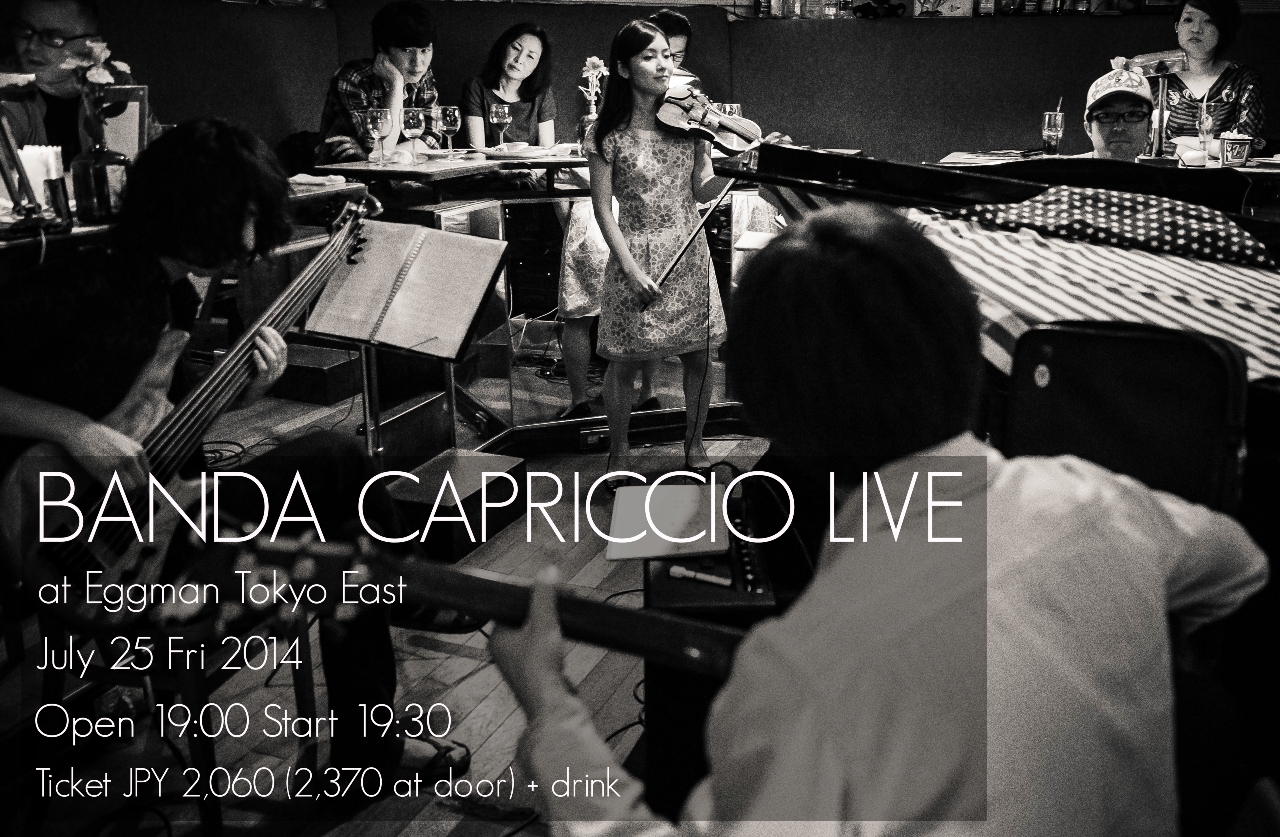 BANDA CAPRICCIO LIVE
at Eggman Tokyo East
July 25 Fri 2014
Open 19:00 Start 19:30
Ticket JPY 2,060 (2,370 at door) + drink